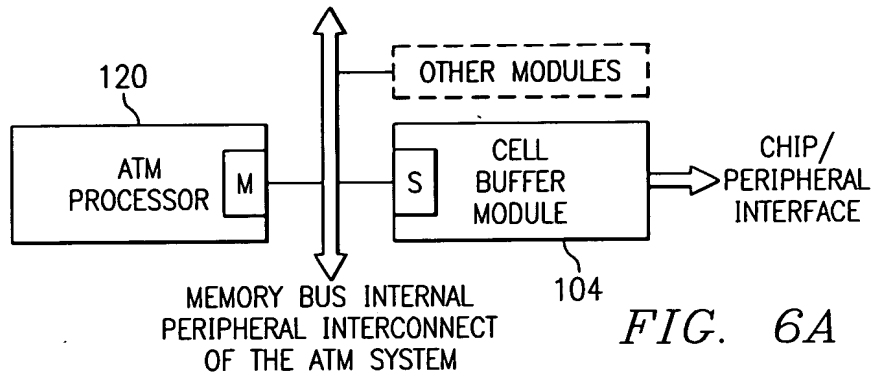 OTHER MODULES
120
ATM
PROCESSOR
M
S
CELL
BUFFER
MODULE
CHIP/
PERIPHERAL
INTERFACE
104
MEMORY BUS INTERNAL
PERIPHERAL INTERCONNECT
OF THE ATM SYSTEM
FIG. 6A